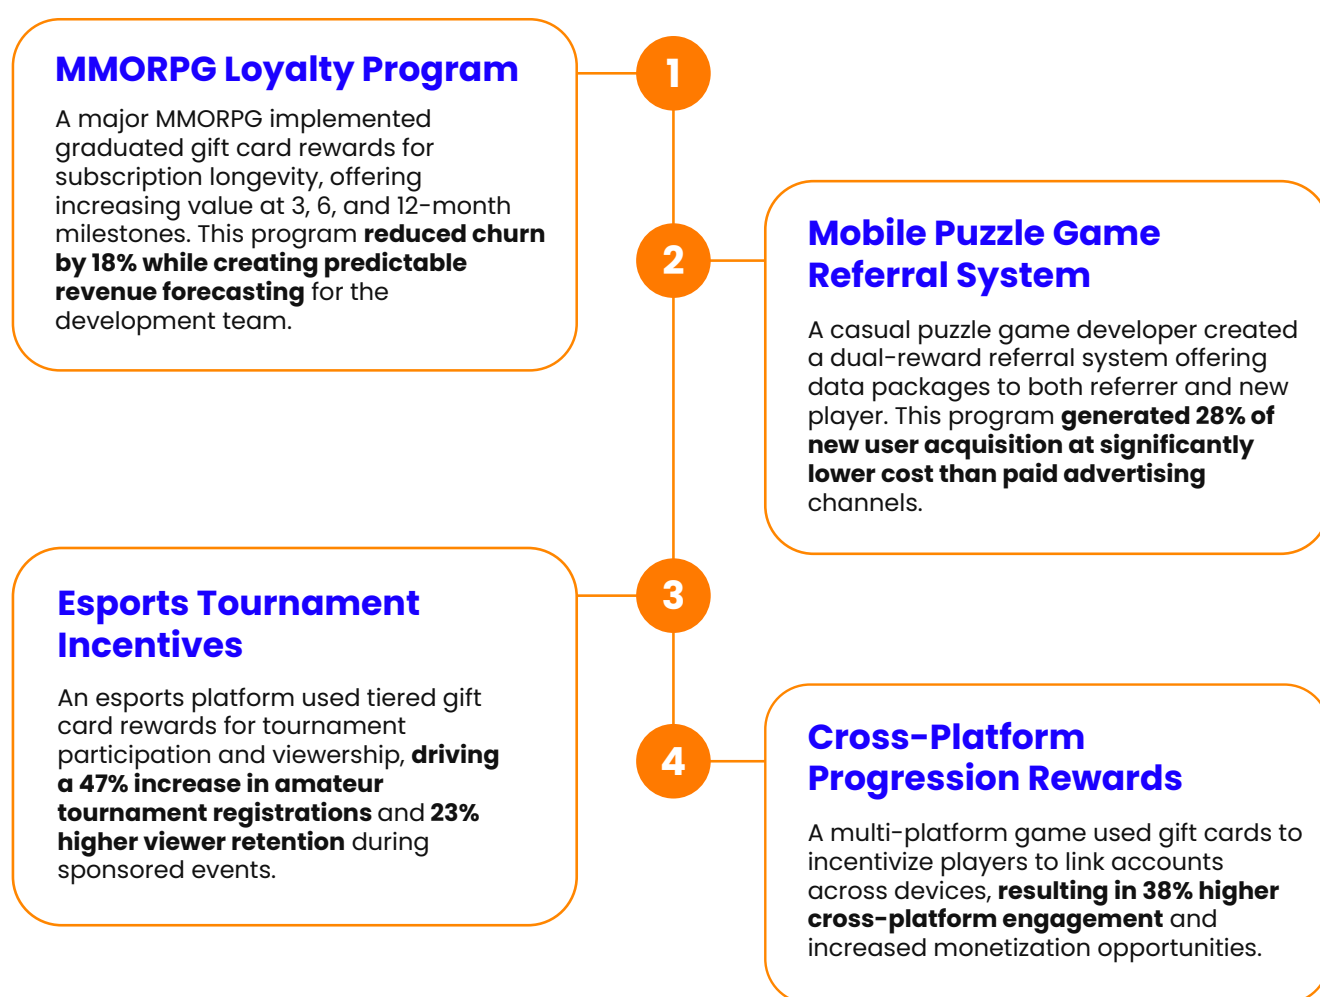 1
MMORPG Loyalty Program
A major MMORPG implemented
graduated gift card rewards for
subscription longevity, offering
increasing value at 3, 6, and 12-month
milestones. This program reduced churn
by 18% while creating predictable
revenue forecasting for the
development team.
2
Mobile Puzzle Game
Referral System
A casual puzzle game developer created
a dual-reward referral system offering
data packages to both referrer and new
player. This program generated 28% of
new user acquisition at significantly
lower cost than paid advertising
channels.
3
Esports Tournament
Incentives
An esports platform used tiered gift
card rewards for tournament
participation and viewership, driving
a 47% increase in amateur
tournament registrations and 23%
higher viewer retention during
sponsored events.
4
Cross-Platform
Progression Rewards
A multi-platform game used gift cards to
incentivize players to link accounts
across devices, resulting in 38% higher
cross-platform engagement and
increased monetization opportunities.